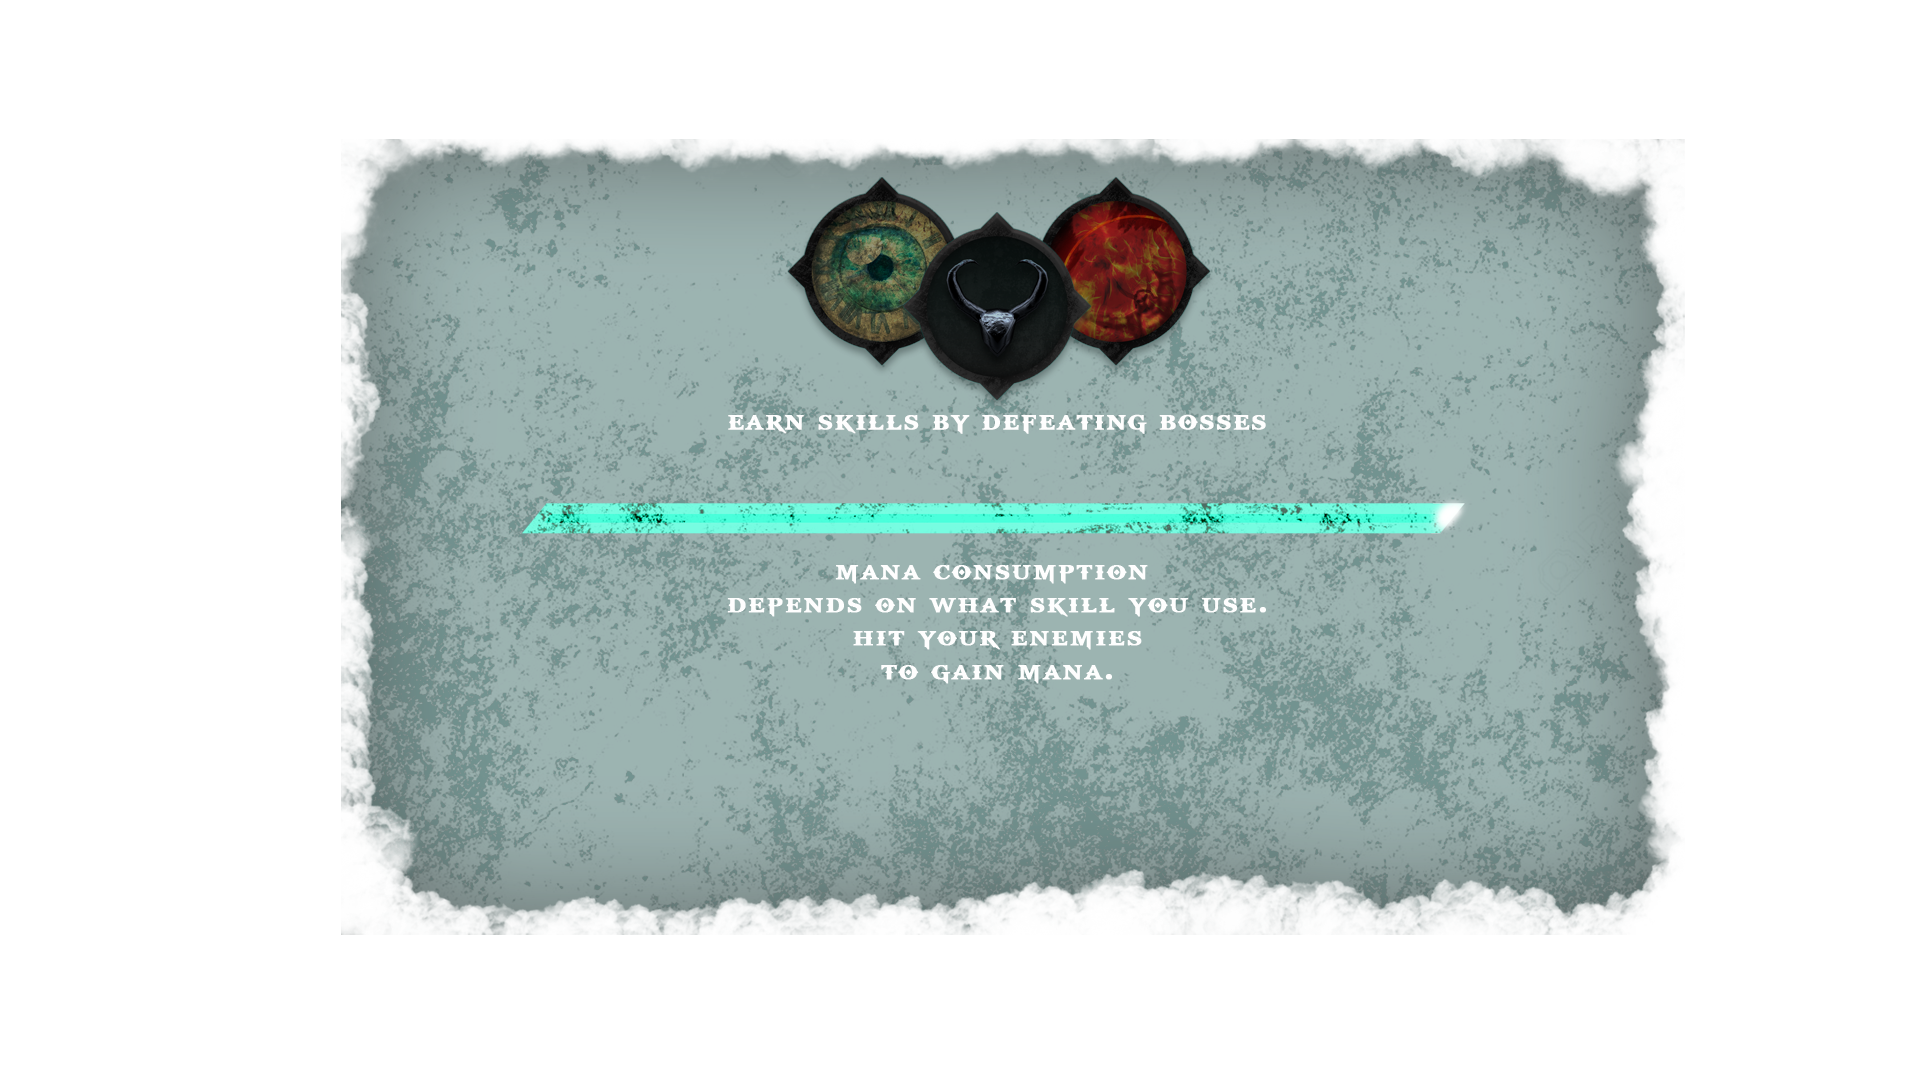 EARN SKILLS BY DEFEATING BOSSES
MANA CONSUMPTION
DEPENDS ON WHAT SKILL YOU USE.
HIT YOUR ENEMIES
TO GAIN MANA.